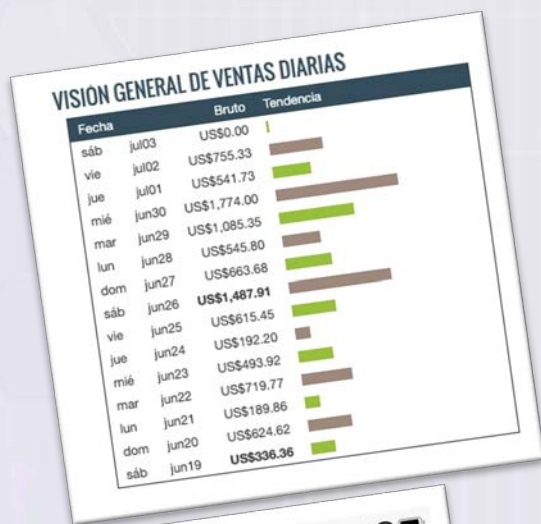 VISIÓN GENERAL DE VENTAS DIARIAS
Fecha Bruto Tendencia
sáb jul03 US$0.00
vie jul02 US$755.33
jue jul01 US$541.73
mié jun30 US$1,774.00
mar jun29 US$1,085.35
lun jun28 US$545.80
dom jun27 US$663.68
sáb jun26 US$1,487.91
vie jun25 US$615.45
jue jun24 US$192.20
mié jun23 US$493.92
mar jun22 US$719.77
lun jun21 US$189.86
dom jun20 US$624.62
sáb jun19 US$336.36